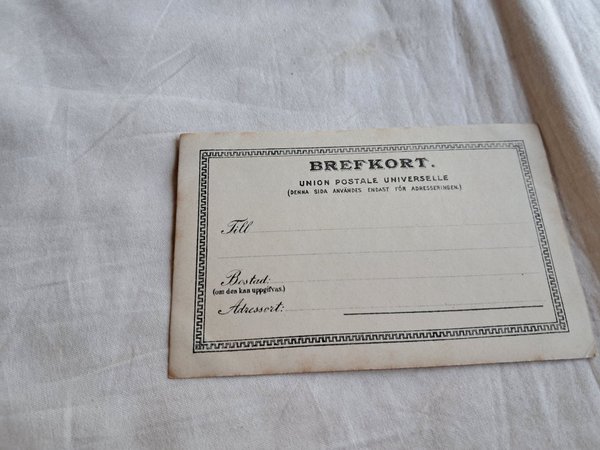 BREFKORT.
UNION POSTALE UNIVERSELLE
(DENNA SIDA ANVÄNDES ENDAST FÖR ADRESSERINGEN.)
Till
Bostad:
(om den kan uppgifvas.)
Adressort: